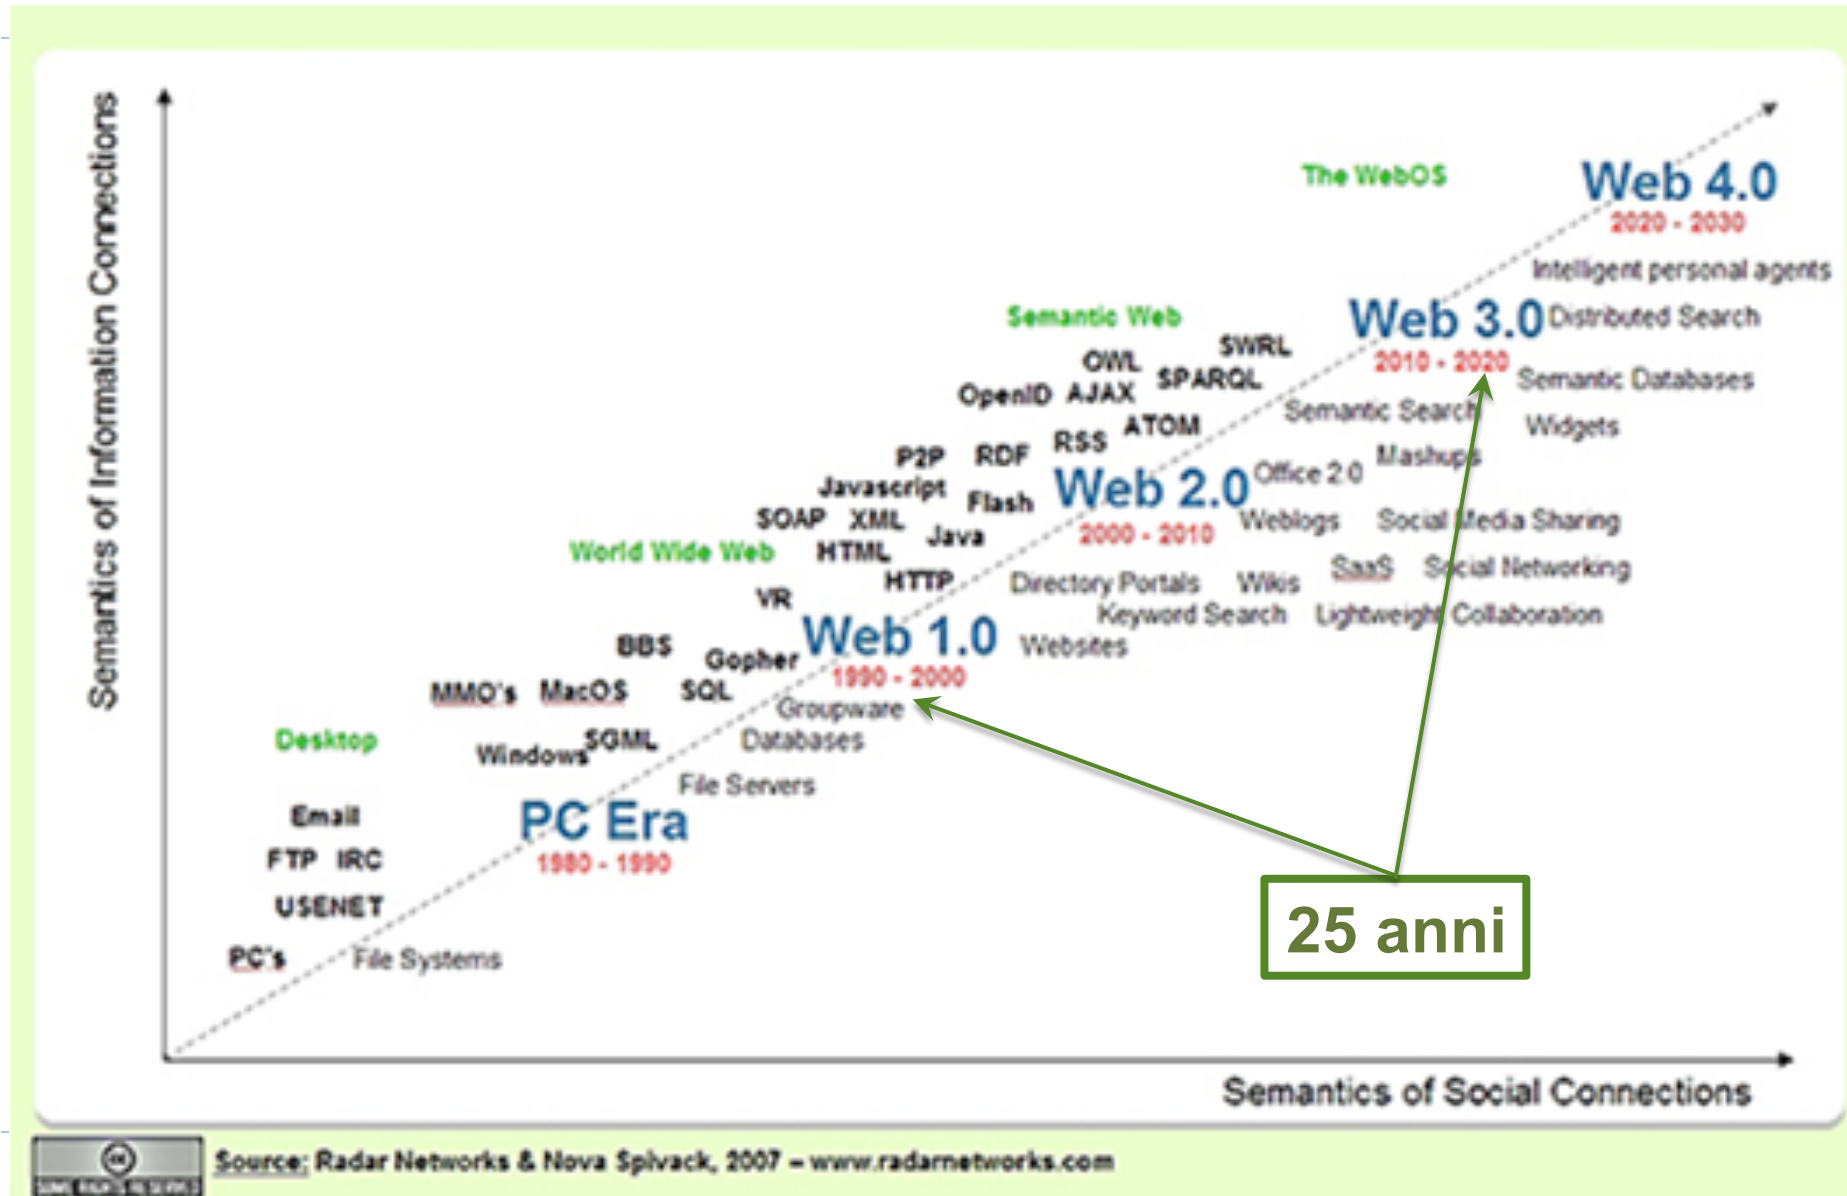 Semantics of Information Connections
The WebOS
Web 4.0
2020 - 2030
Intelligent personal agents
Semantic Web
Web 3.0
Distributed Search
2010 - 2020
SWRL
OWL
SPARQL
Semantic Databases
OpenID AJAX
Semantic Search
Widgets
ATOM
RSS
P2P RDF
Mashups
Office 2.0
Web 2.0
2000 - 2010
Javascript
Flash
SOAP XML
Weblogs
Social Media Sharing
Java
World Wide Web
HTML
HTTP
Directory Portals
Wikis
SaaS
Social Networking
VR
Keyword Search
Lightweight Collaboration
Web 1.0
1990 - 2000
Websites
BBS
Gopher
MMO's MacOS
SQL
Groupware
Desktop
SGML
Databases
Windows
File Servers
Email
PC Era
1980 - 1990
FTP IRC
USENET
25 anni
PC's
File Systems
Semantics of Social Connections
cc
SOME RIGHTS RESERVED
Source: Radar Networks & Nova Spivack, 2007 – www.radarnetworks.com